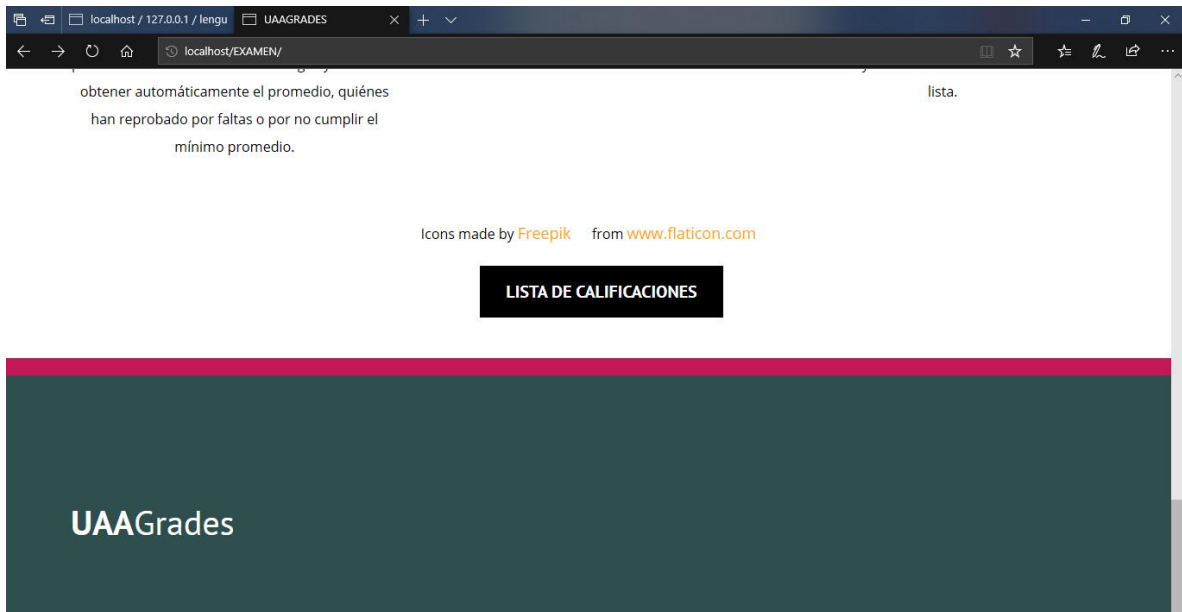 localhost / 127.0.0.1 / lengu
UAAGRADES
localhost/EXAMEN/
obtener automáticamente el promedio, quiénes
han reprobado por faltas o por no cumplir el
mínimo promedio.
lista.
Icons made by Freepik from www.flaticon.com
LISTA DE CALIFICACIONES
UAAGrades